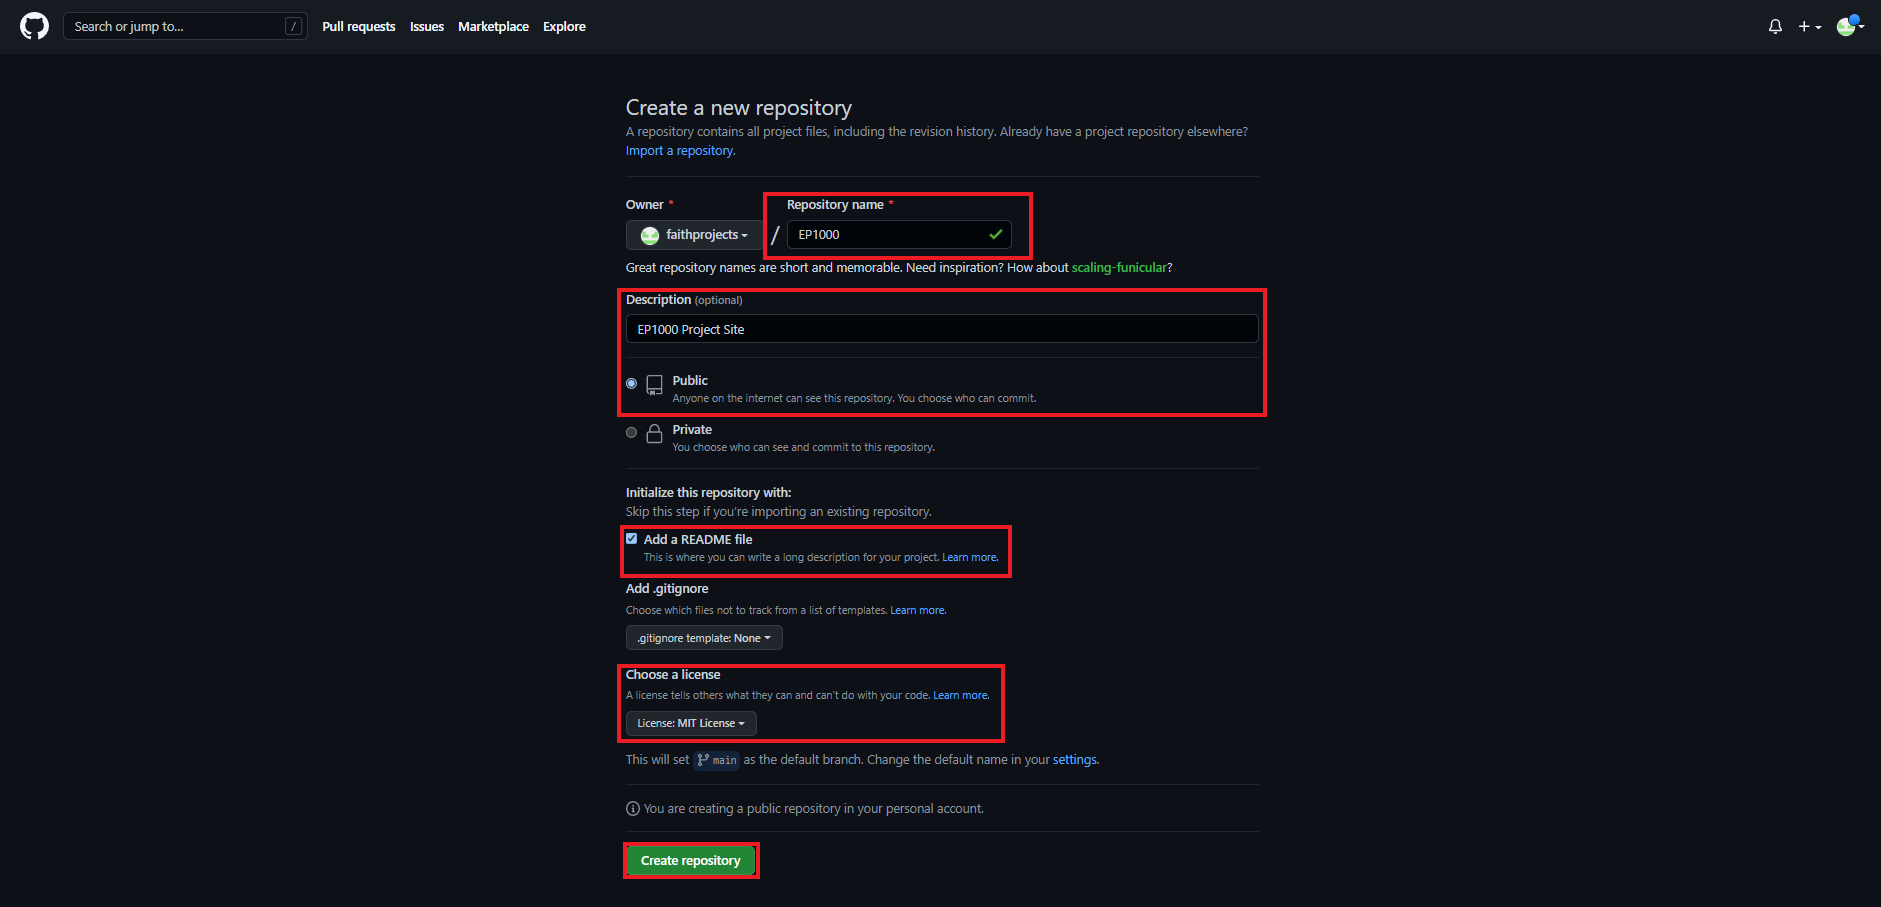 Search or jump to... /
Pull requests Issues Marketplace Explore
Create a new repository
A repository contains all project files, including the revision history. Already have a project repository elsewhere?
Import a repository.
Owner * Repository name *
faithprojects / EP1000
Great repository names are short and memorable. Need inspiration? How about scaling-funicular?
Description (optional)
EP1000 Project Site
Public
Anyone on the internet can see this repository. You choose who can commit.
Private
You choose who can see and commit to this repository.
Initialize this repository with:
Skip this step if you're importing an existing repository.
Add a README file
This is where you can write a long description for your project. Learn more.
Add .gitignore
Choose which files not to track from a list of templates. Learn more.
.gitignore template: None
Choose a license
A license tells others what they can and can't do with your code. Learn more.
License: MIT License
This will set main as the default branch. Change the default name in your settings.
You are creating a public repository in your personal account.
Create repository